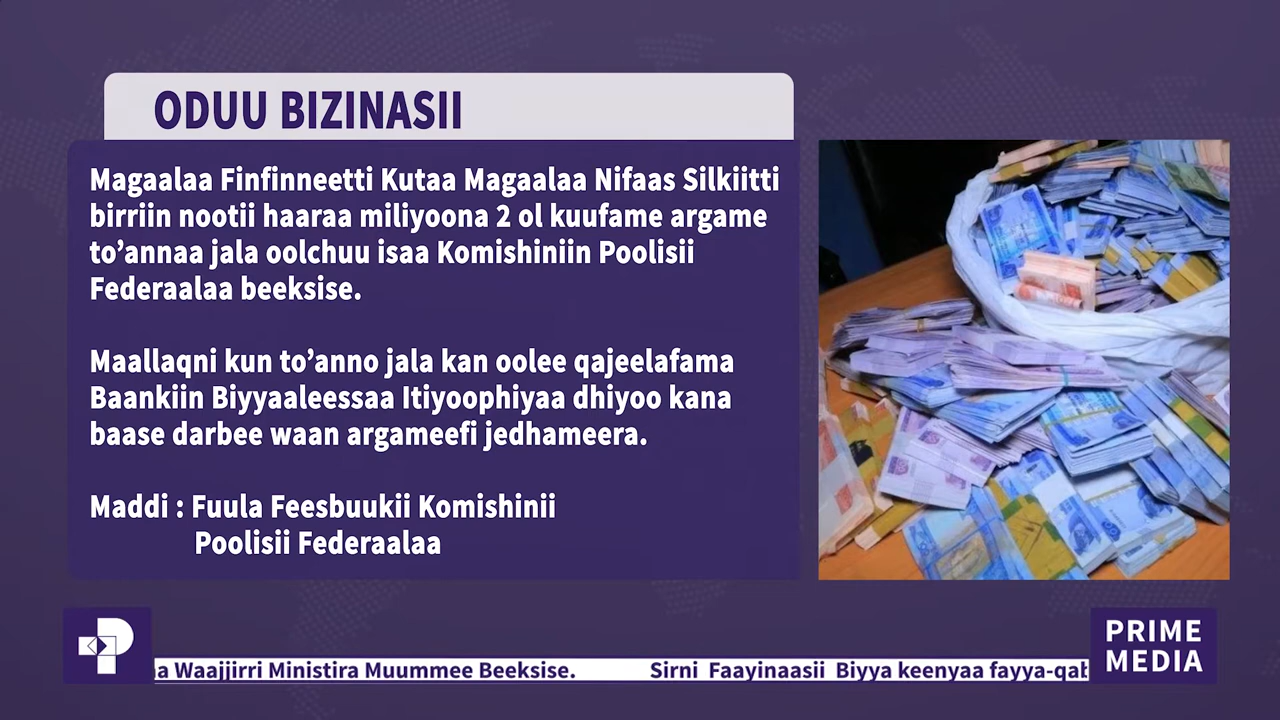 ODUU BIZINASII
Magaalaa Finfinneetti Kutaa Magaalaa Nifaas Silkiitti
birriin nootii haaraa miliyoona 2 ol kuufame argame
to’annaa jala oolchuu isaa Komishiniin Poolisii
Federaalaa beeksise.
Maallaqni kun to’anno jala kan oolee qajeelafama
Baankiin Biyyaaleessaa Itiyoophiyaa dhiyoo kana
baase darbee waan argameefi jedhameera.
Maddi : Fuula Feesbuukii Komishinii
Poolisii Federaalaa
Waajjirri Ministira Muummee Beeksise. Sirni Faayinaasii Biyya keenyaa
PRIME
MEDIA